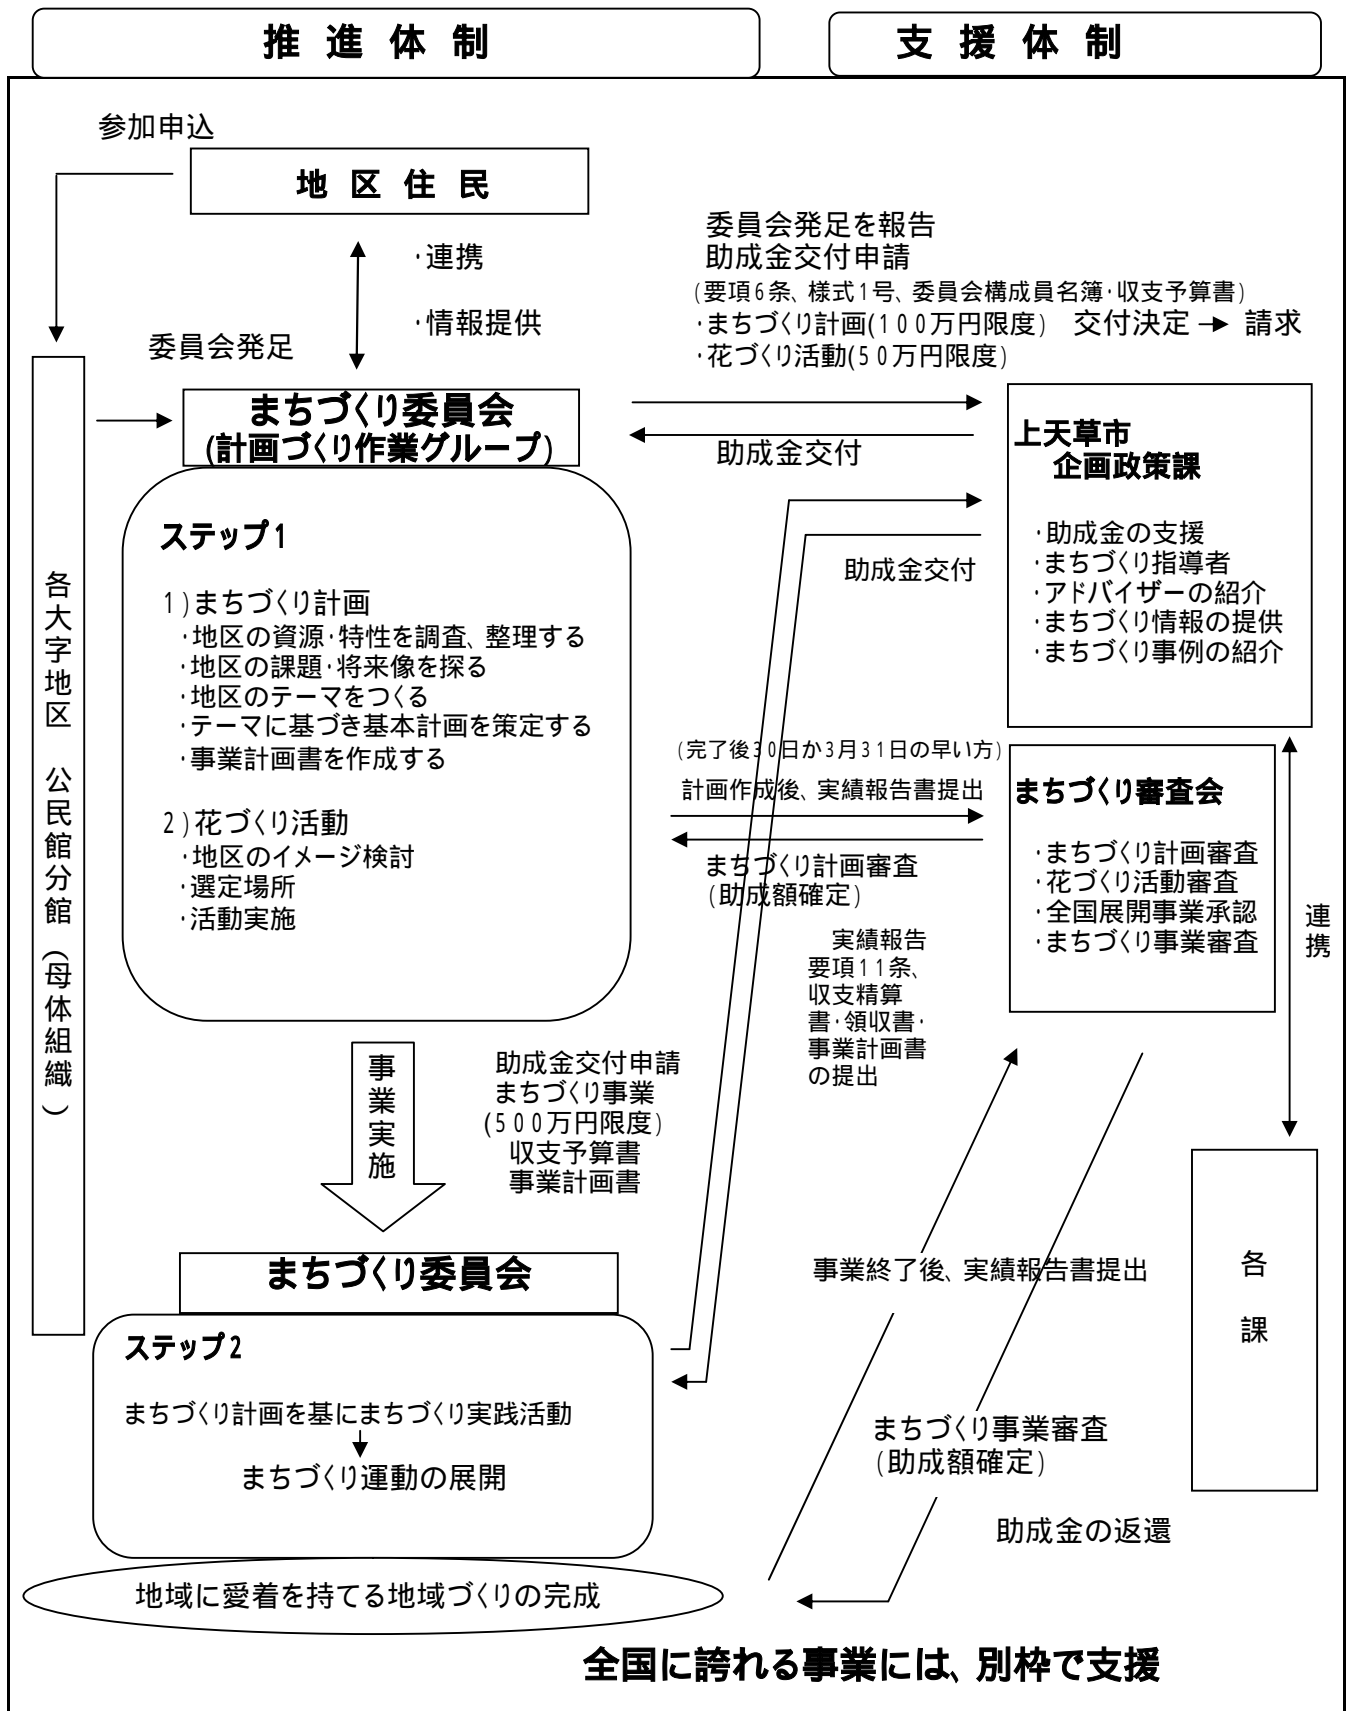 推進体制
支援体制
参加申込
地区住民
・連携
・情報提供
委員会発足
委員会発足を報告
助成金交付申請
(要項6条、様式1号、委員会構成員名簿・収支予算書)
・まちづくり計画(100万円限度) 交付決定 → 請求
・花づくり活動(50万円限度)
まちづくり委員会
(計画づくり作業グループ)
助成金交付
上天草市
企画政策課
・助成金の支援
・まちづくり指導者
・アドバイザーの紹介
・まちづくり情報の提供
・まちづくり事例の紹介
助成金交付
各大字地区 公民館分館(母体組織)
ステップ1
1)まちづくり計画
・地区の資源・特性を調査、整理する
・地区の課題・将来像を探る
・地区のテーマをつくる
・テーマに基づき基本計画を策定する
・事業計画書を作成する
2)花づくり活動
・地区のイメージ検討
・選定場所
・活動実施
(完了後30日か3月31日の早い方)
計画作成後、実績報告書提出
まちづくり計画審査
(助成額確定)
まちづくり審査会
・まちづくり計画審査
・花づくり活動審査
・全国展開事業承認
・まちづくり事業審査
連携
実績報告
要項11条、
収支精算
書・領収書・
事業計画書
の提出
事業実施
助成金交付申請
まちづくり事業
(500万円限度)
収支予算書
事業計画書
まちづくり委員会
ステップ2
まちづくり計画を基にまちづくり実践活動
まちづくり運動の展開
事業終了後、実績報告書提出
各課
まちづくり事業審査
(助成額確定)
助成金の返還
地域に愛着を持てる地域づくりの完成
全国に誇れる事業には、別枠で支援